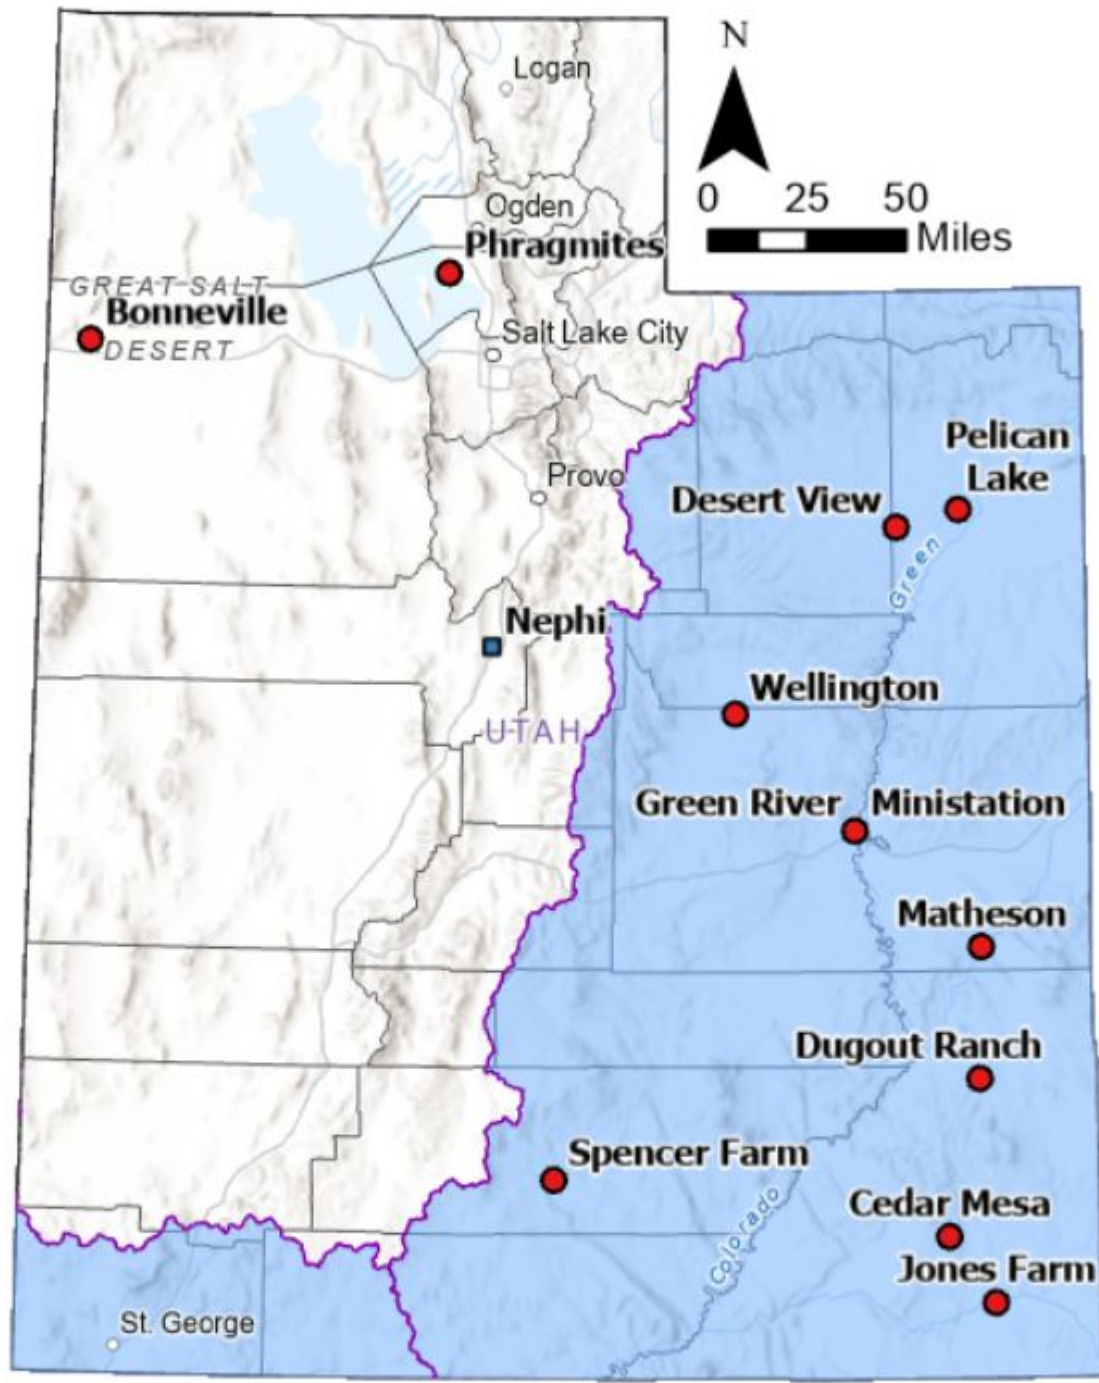 N
Logan
0 25 50
Miles
Ogden
Phragmites
GREAT SALT
Bonneville
DESERT
Salt Lake City
Pelican
Lake
Provo
Desert View
Green
Nephi
Wellington
UTAH
Green River Ministation
Matheson
Dugout Ranch
Spencer Farm
Cedar Mesa
Colorado
Jones Farm
St. George